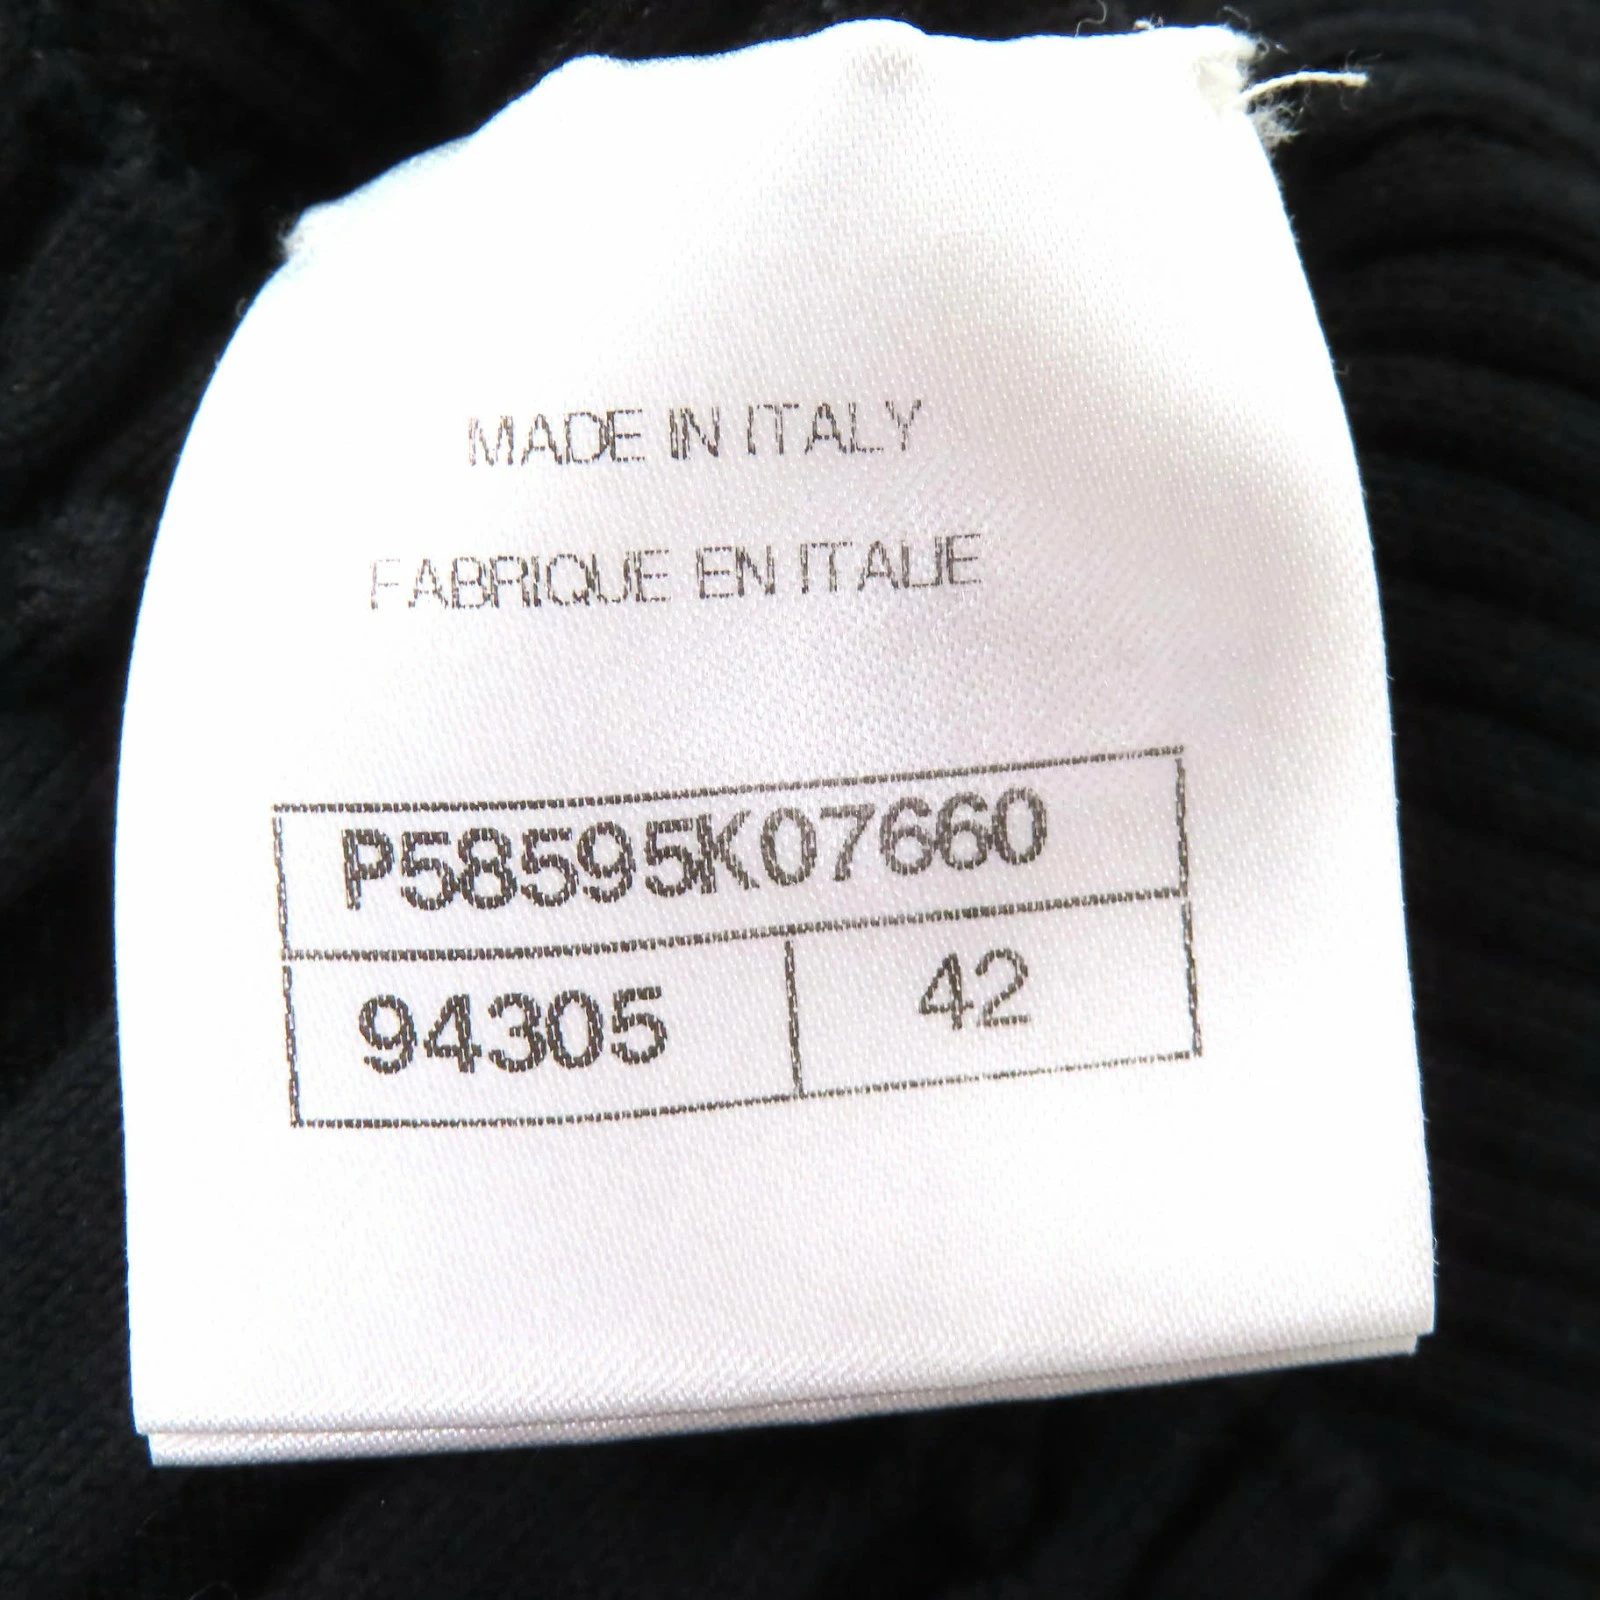 MADE IN ITALY
FABRIQUE EN ITALIE
P58595K07660
94305 42